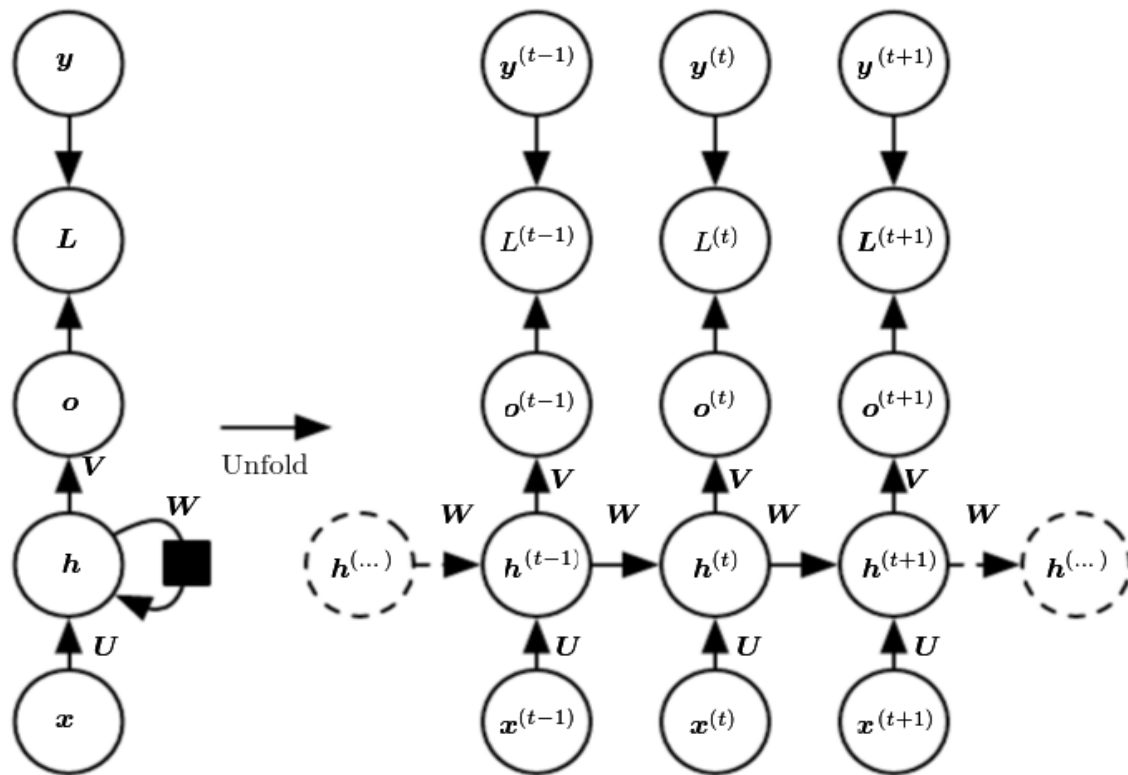 y y^(t−1) y^(t) y^(t+1)
L L^(t−1) L^(t) L^(t+1)
o o^(t−1) o^(t) o^(t+1)
Unfold
V V V V
W W W W W
h h^(...) h^(t−1) h^(t) h^(t+1) h^(...)
U U U U
x x^(t−1) x^(t) x^(t+1)